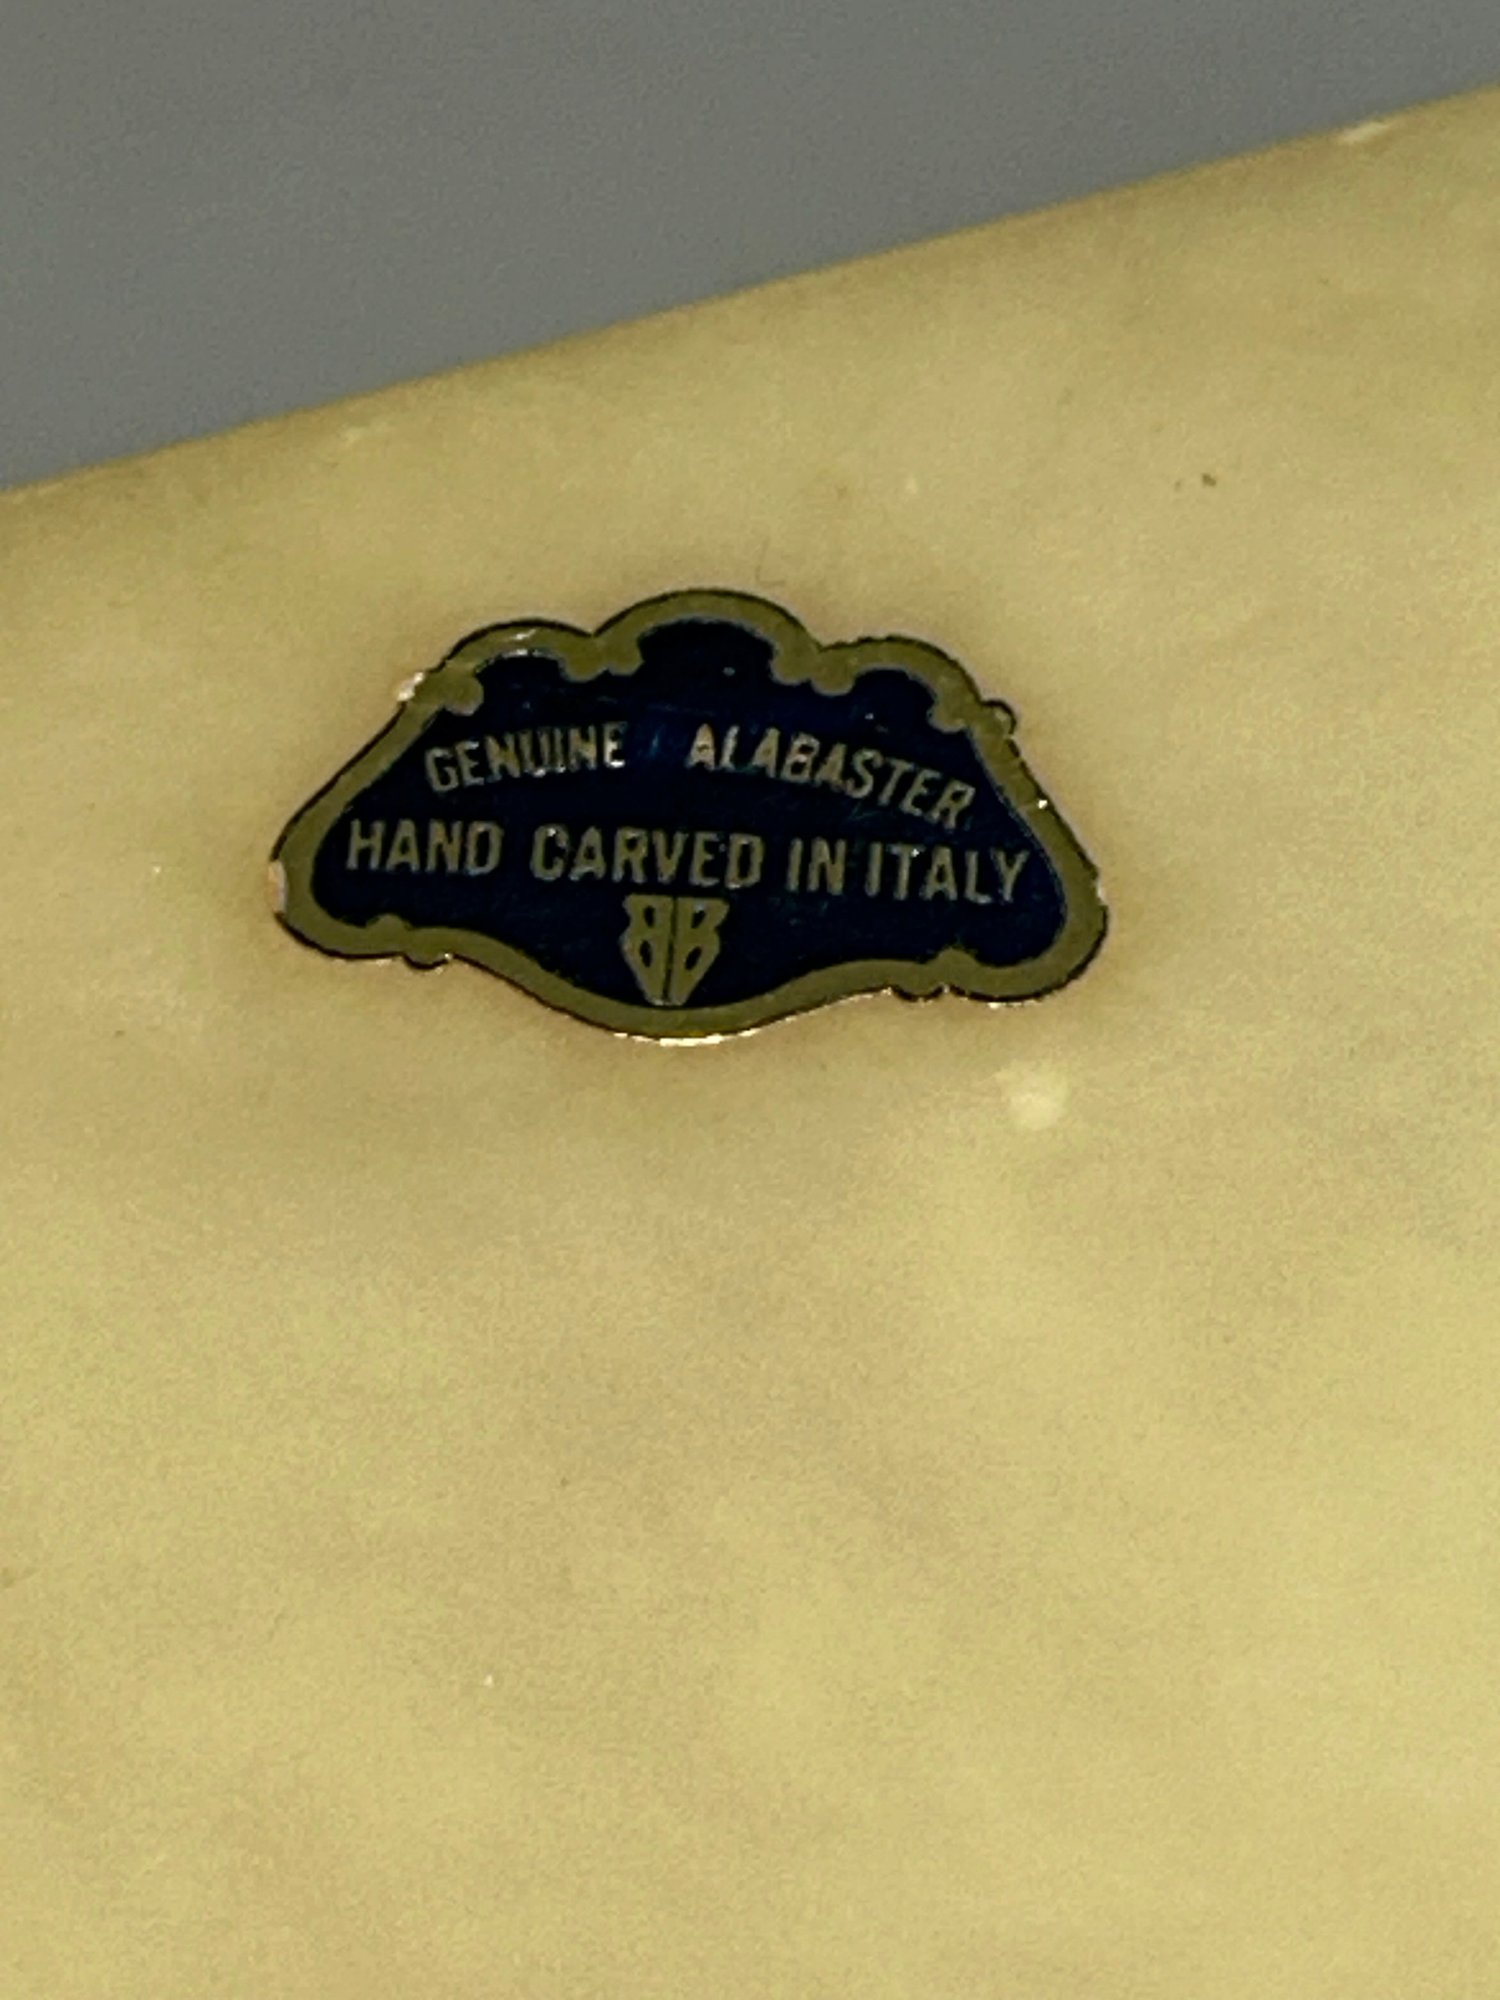 GENUINE ALABASTER
HAND CARVED IN ITALY
BB